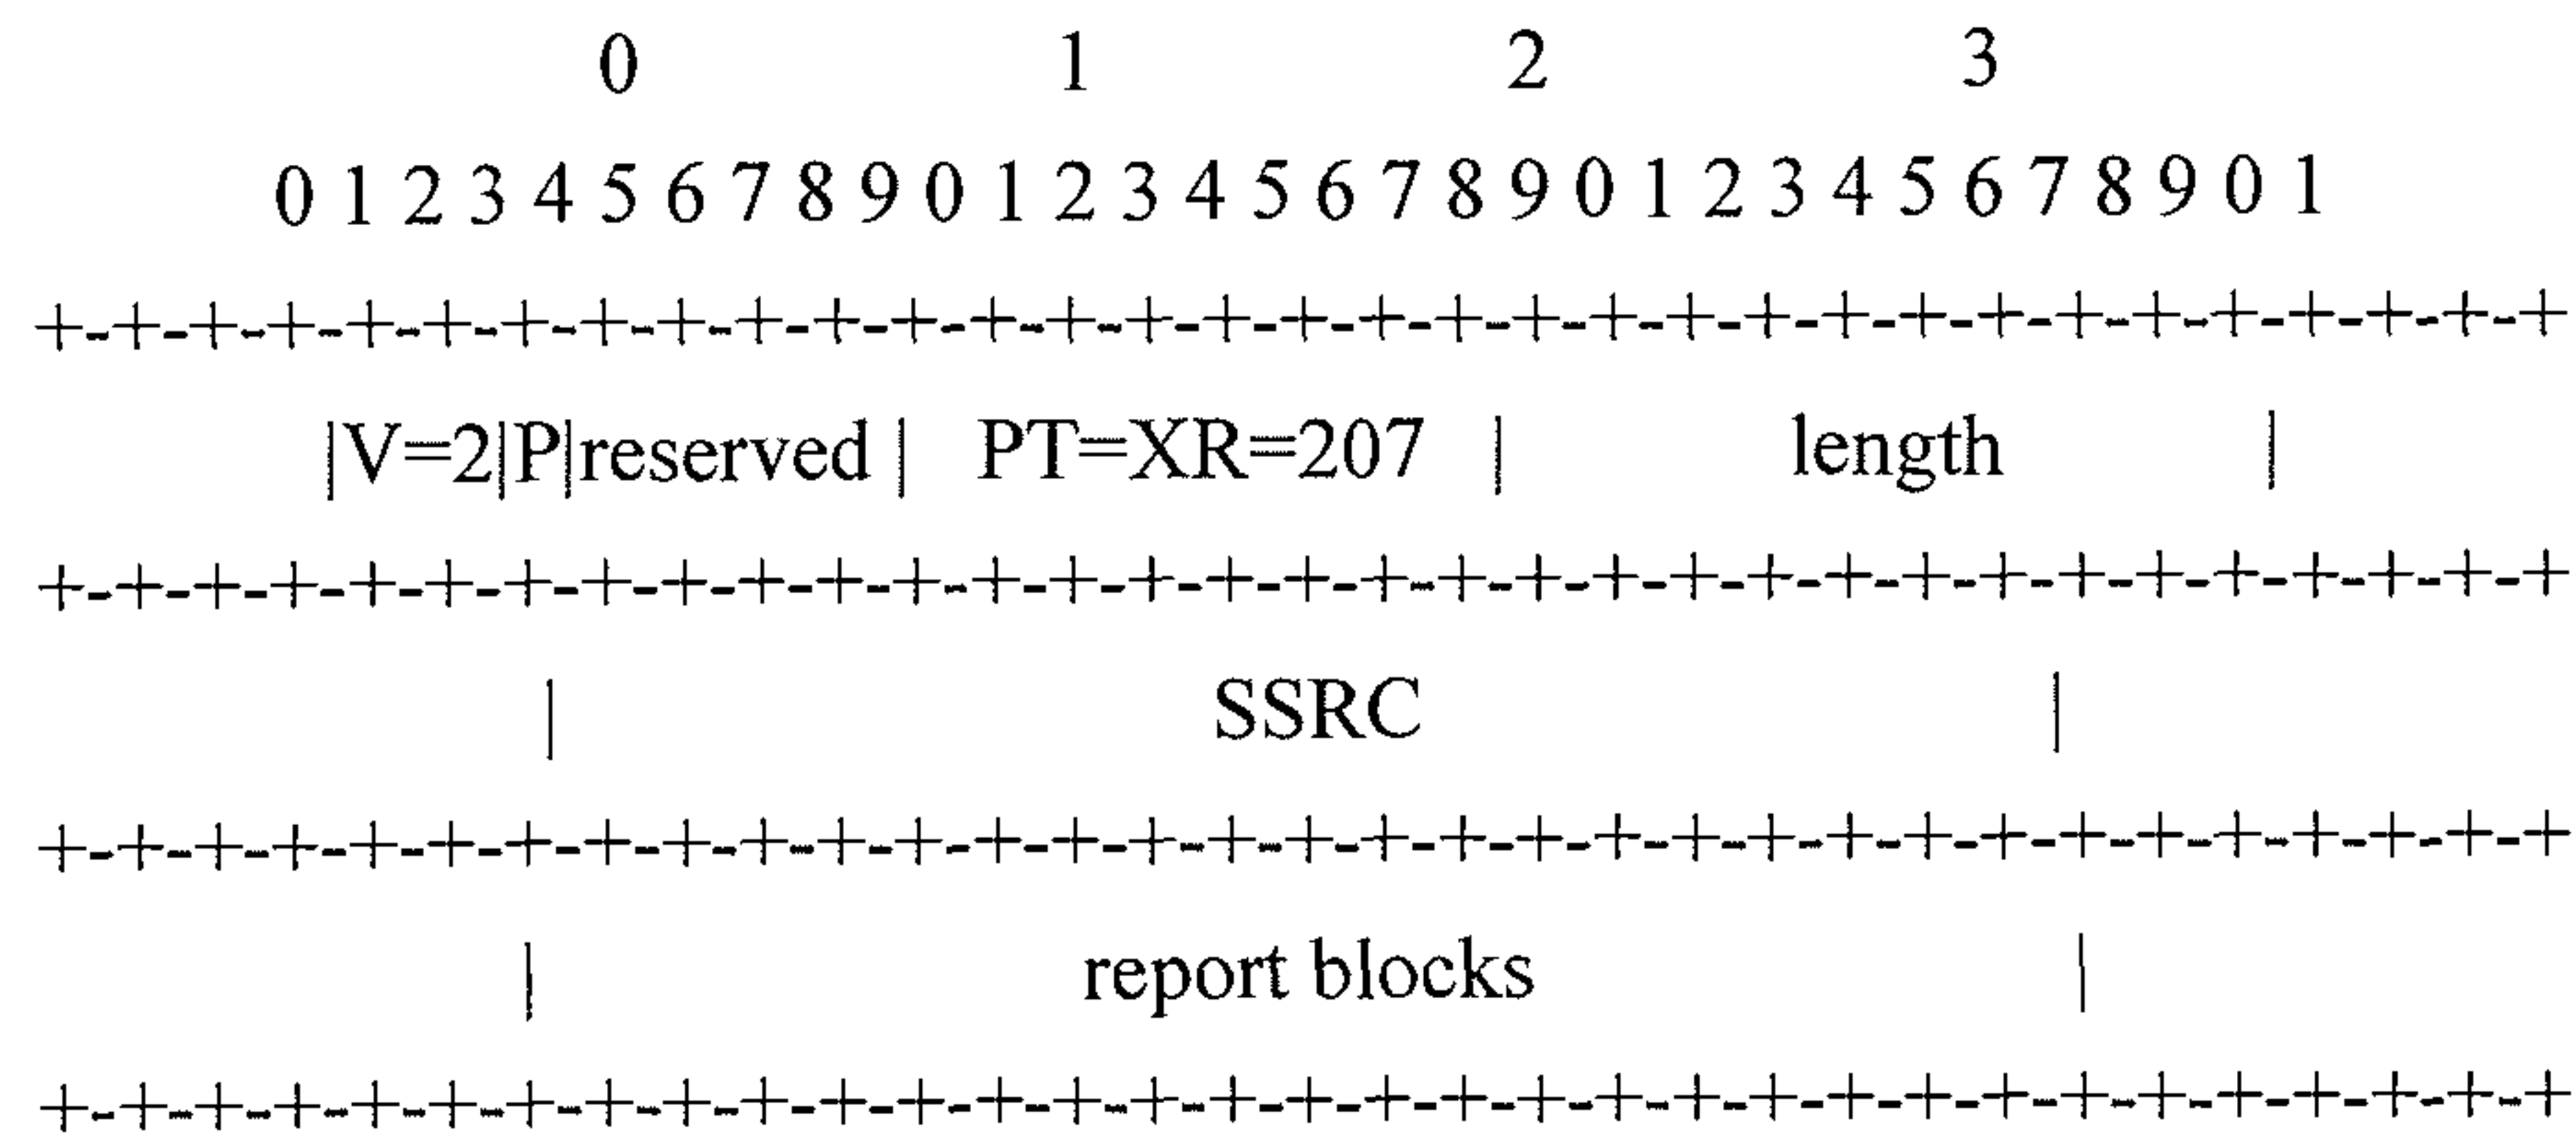 0 1 2 3
0 1 2 3 4 5 6 7 8 9 0 1 2 3 4 5 6 7 8 9 0 1 2 3 4 5 6 7 8 9 0 1
+-+-+-+-+-+-+-+-+-+-+-+-+-+-+-+-+-+-+-+-+-+-+-+-+-+-+-+-+-+-+-+-+
|V=2|P|reserved | PT=XR=207 | length |
+-+-+-+-+-+-+-+-+-+-+-+-+-+-+-+-+-+-+-+-+-+-+-+-+-+-+-+-+-+-+-+-+
| SSRC |
+-+-+-+-+-+-+-+-+-+-+-+-+-+-+-+-+-+-+-+-+-+-+-+-+-+-+-+-+-+-+-+-+
| report blocks |
+-+-+-+-+-+-+-+-+-+-+-+-+-+-+-+-+-+-+-+-+-+-+-+-+-+-+-+-+-+-+-+-+